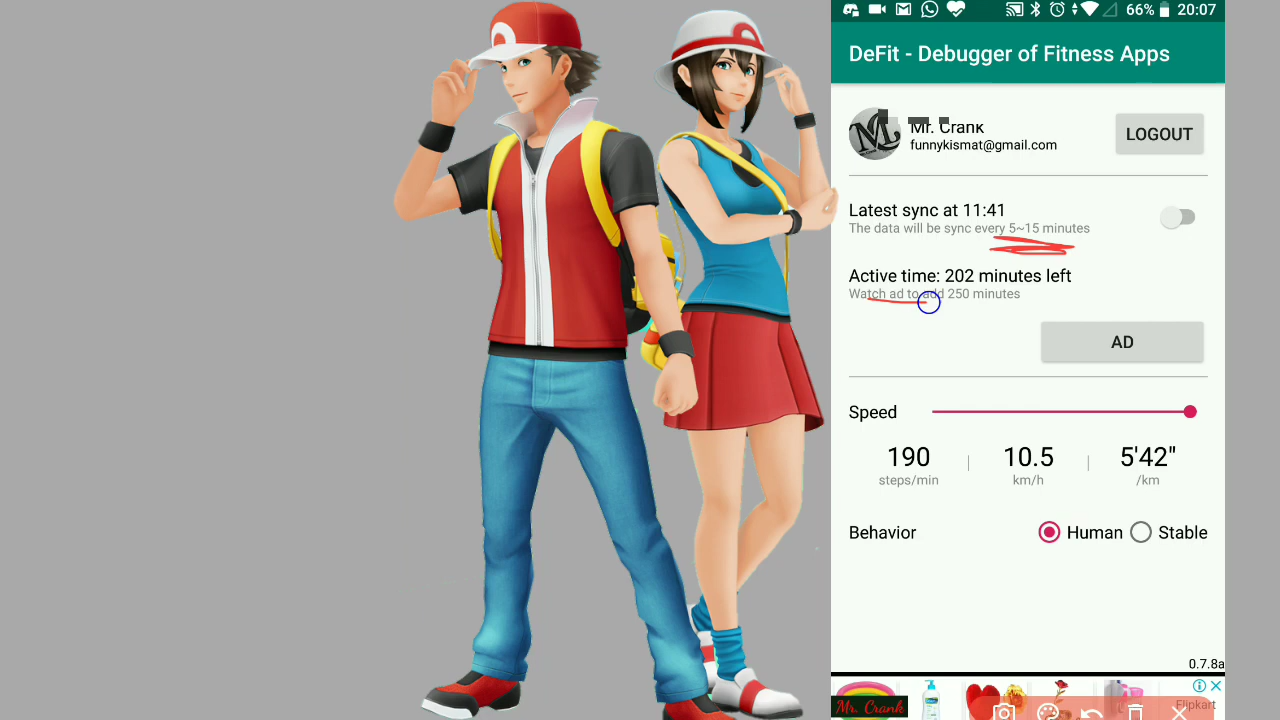 66% 20:07
DeFit - Debugger of Fitness Apps
Mr. Crank
funnykismat@gmail.com
LOGOUT
Latest sync at 11:41
The data will be sync every 5~15 minutes
Active time: 202 minutes left
Watch ad to add 250 minutes
AD
Speed
190 10.5 5'42"
steps/min km/h /km
Behavior Human Stable
0.7.8a
Mr. Crank
Flipkart